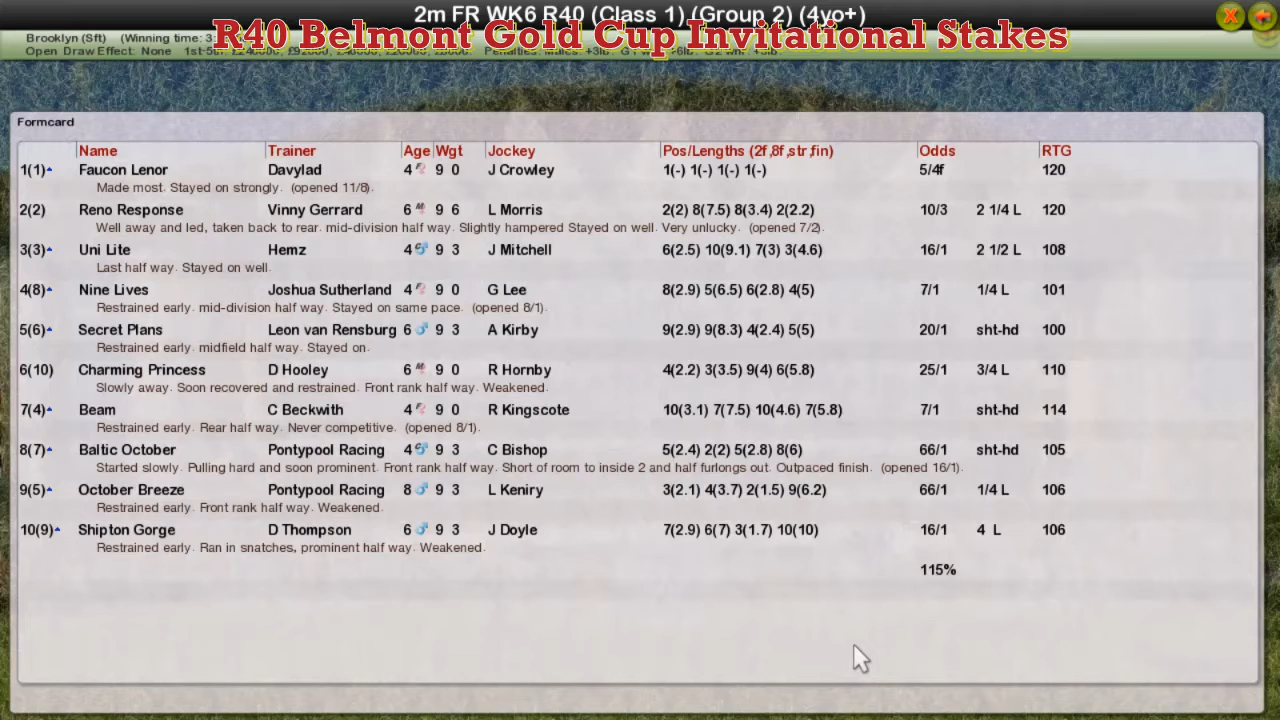 2m FR WK6 R40 (Class 1) (Group 2) (4yo+)
R40 Belmont Gold Cup Invitational Stakes
Brooklyn (Sft) (Winning time: 3:
Open Draw Effect: None 1st-5th:
Formcard
Name Trainer Age Wgt Jockey Pos/Lengths (2f,8f,str,fin) Odds RTG
1(1) Faucon Lenor Davylad 4 9 0 J Crowley 1(-) 1(-) 1(-) 1(-) 5/4f 120
Made most. Stayed on strongly. (opened 11/8).
2(2) Reno Response Vinny Gerrard 6 9 6 L Morris 2(2) 8(7.5) 8(3.4) 2(2.2) 10/3 2 1/4 L 120
Well away and led, taken back to rear. mid-division half way. Slightly hampered Stayed on well. Very unlucky. (opened 7/2).
3(3) Uni Lite Hemz 4 9 3 J Mitchell 6(2.5) 10(9.1) 7(3) 3(4.6) 16/1 2 1/2 L 108
Last half way. Stayed on well.
4(8) Nine Lives Joshua Sutherland 4 9 0 G Lee 8(2.9) 5(6.5) 6(2.8) 4(5) 7/1 1/4 L 101
Restrained early. mid-division half way. Stayed on same pace. (opened 8/1).
5(6) Secret Plans Leon van Rensburg 6 9 3 A Kirby 9(2.9) 9(8.3) 4(2.4) 5(5) 20/1 sht-hd 100
Restrained early. midfield half way. Stayed on.
6(10) Charming Princess D Hooley 6 9 0 R Hornby 4(2.2) 3(3.5) 9(4) 6(5.8) 25/1 3/4 L 110
Slowly away. Soon recovered and restrained. Front rank half way. Weakened.
7(4) Beam C Beckwith 4 9 0 R Kingscote 10(3.1) 7(7.5) 10(4.6) 7(5.8) 7/1 sht-hd 114
Restrained early. Rear half way. Never competitive. (opened 8/1).
8(7) Baltic October Pontypool Racing 4 9 3 C Bishop 5(2.4) 2(2) 5(2.8) 8(6) 66/1 sht-hd 105
Started slowly. Pulling hard and soon prominent. Front rank half way. Short of room to inside 2 and half furlongs out. Outpaced finish. (opened 16/1).
9(5) October Breeze Pontypool Racing 8 9 3 L Keniry 3(2.1) 4(3.7) 2(1.5) 9(6.2) 66/1 1/4 L 106
Restrained early. Front rank half way. Weakened.
10(9) Shipton Gorge D Thompson 6 9 3 J Doyle 7(2.9) 6(7) 3(1.7) 10(10) 16/1 4 L 106
Restrained early. Ran in snatches, prominent half way. Weakened.
115%